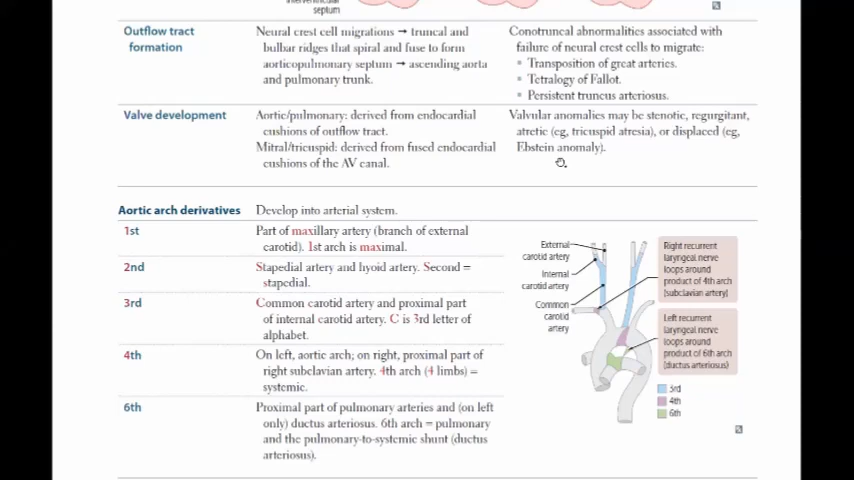 interventricular
septum
Outflow tract
formation
Neural crest cell migrations → truncal and
bulbar ridges that spiral and fuse to form
aorticopulmonary septum → ascending aorta
and pulmonary trunk.
Conotruncal abnormalities associated with
failure of neural crest cells to migrate:
▪ Transposition of great arteries.
▪ Tetralogy of Fallot.
▪ Persistent truncus arteriosus.
Valve development
Aortic/pulmonary: derived from endocardial
cushions of outflow tract.
Mitral/tricuspid: derived from fused endocardial
cushions of the AV canal.
Valvular anomalies may be stenotic, regurgitant,
atretic (eg, tricuspid atresia), or displaced (eg,
Ebstein anomaly).
Aortic arch derivatives
Develop into arterial system.
1st
Part of maxillary artery (branch of external
carotid). 1st arch is maximal.
2nd
Stapedial artery and hyoid artery. Second =
stapedial.
3rd
Common carotid artery and proximal part
of internal carotid artery. C is 3rd letter of
alphabet.
4th
On left, aortic arch; on right, proximal part of
right subclavian artery. 4th arch (4 limbs) =
systemic.
6th
Proximal part of pulmonary arteries and (on left
only) ductus arteriosus. 6th arch = pulmonary
and the pulmonary-to-systemic shunt (ductus
arteriosus).
External
carotid artery
Internal
carotid artery
Common
carotid
artery
Right recurrent
laryngeal nerve
loops around
product of 4th arch
(subclavian artery)
Left recurrent
laryngeal nerve
loops around
product of 6th arch
(ductus arteriosus)
3rd
4th
6th